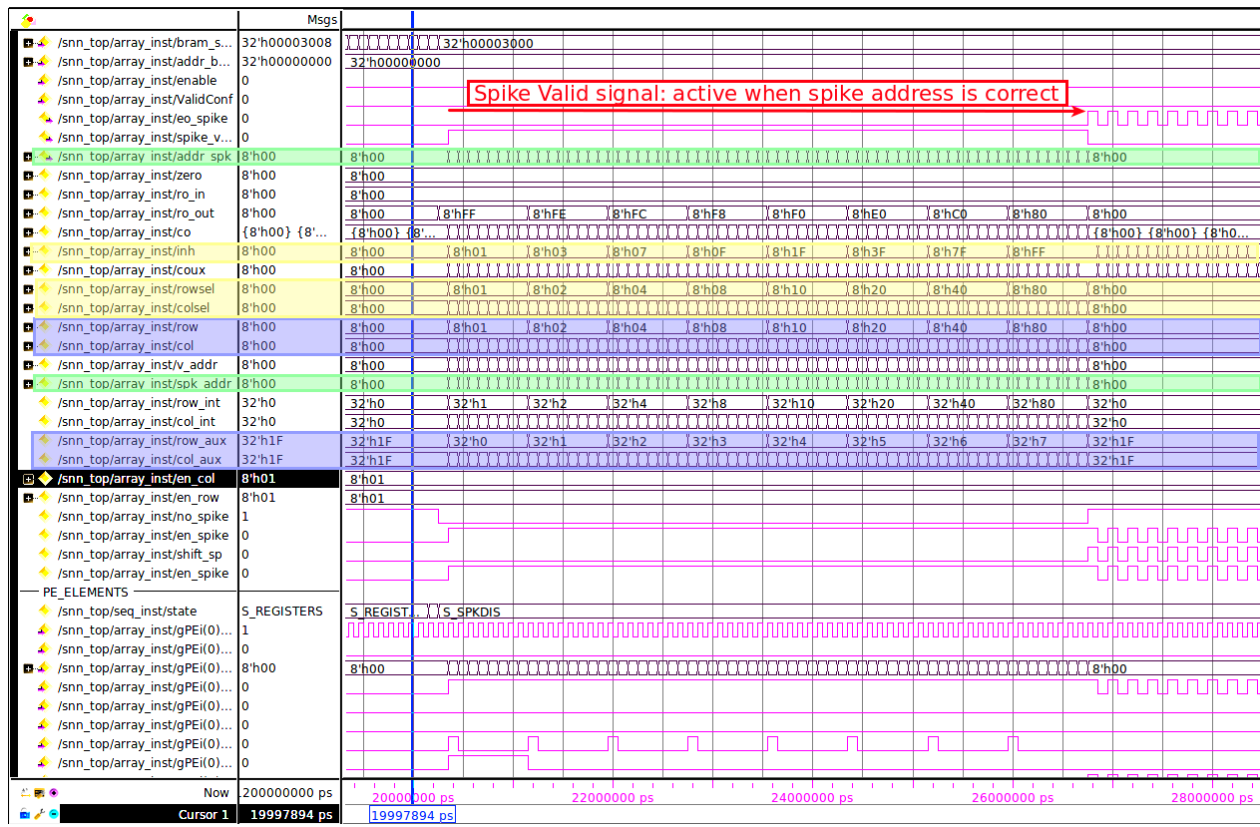 Msgs
/snn_top/array_inst/bram_s... 32'h00003008 32'h00003000
/snn_top/array_inst/addr_b... 32'h00000000 32'h00000000
/snn_top/array_inst/enable 0
Spike Valid signal: active when spike address is correct
/snn_top/array_inst/ValidConf 0
/snn_top/array_inst/eo_spike 0
/snn_top/array_inst/spike_v... 0
/snn_top/array_inst/addr_spk 8'h00 8'h00 8'h00
/snn_top/array_inst/zero 8'h00 8'h00
/snn_top/array_inst/ro_in 8'h00 8'h00
/snn_top/array_inst/ro_out 8'h00 8'h00 8'hFF 8'hFE 8'hFC 8'hF8 8'hF0 8'hE0 8'hC0 8'h80 8'h00
/snn_top/array_inst/co {8'h00} {8'... {8'h00} {8'... {8'h00} {8'h00} {8'h0...
/snn_top/array_inst/inh 8'h00 8'h00 8'h01 8'h03 8'h07 8'h0F 8'h1F 8'h3F 8'h7F 8'hFF
/snn_top/array_inst/coux 8'h00 8'h00
/snn_top/array_inst/rowsel 8'h00 8'h00 8'h01 8'h02 8'h04 8'h08 8'h10 8'h20 8'h40 8'h80 8'h00
/snn_top/array_inst/colsel 8'h00 8'h00 8'h00
/snn_top/array_inst/row 8'h00 8'h00 8'h01 8'h02 8'h04 8'h08 8'h10 8'h20 8'h40 8'h80 8'h00
/snn_top/array_inst/col 8'h00 8'h00 8'h00
/snn_top/array_inst/v_addr 8'h00 8'h00 8'h00
/snn_top/array_inst/spk_addr 8'h00 8'h00 8'h00
/snn_top/array_inst/row_int 32'h0 32'h0 32'h1 32'h2 32'h4 32'h8 32'h10 32'h20 32'h40 32'h80 32'h0
/snn_top/array_inst/col_int 32'h0 32'h0 32'h0
/snn_top/array_inst/row_aux 32'h1F 32'h1F 32'h0 32'h1 32'h2 32'h3 32'h4 32'h5 32'h6 32'h7 32'h1F
/snn_top/array_inst/col_aux 32'h1F 32'h1F 32'h1F
/snn_top/array_inst/en_col 8'h01 8'h01
/snn_top/array_inst/en_row 8'h01 8'h01
/snn_top/array_inst/no_spike 1
/snn_top/array_inst/en_spike 0
/snn_top/array_inst/shift_sp 0
/snn_top/array_inst/en_spike 0
PE_ELEMENTS
/snn_top/seq_inst/state S_REGISTERS S_REGIST... S_SPKDIS
/snn_top/array_inst/gPEi(0)... 1
/snn_top/array_inst/gPEi(0)... 0
/snn_top/array_inst/gPEi(0)... 8'h00 8'h00 8'h00
/snn_top/array_inst/gPEi(0)... 0
/snn_top/array_inst/gPEi(0)... 0
/snn_top/array_inst/gPEi(0)... 0
/snn_top/array_inst/gPEi(0)... 0
/snn_top/array_inst/gPEi(0)... 0
Now 200000000 ps 20000000 ps 22000000 ps 24000000 ps 26000000 ps 28000000 ps
Cursor 1 19997894 ps 19997894 ps